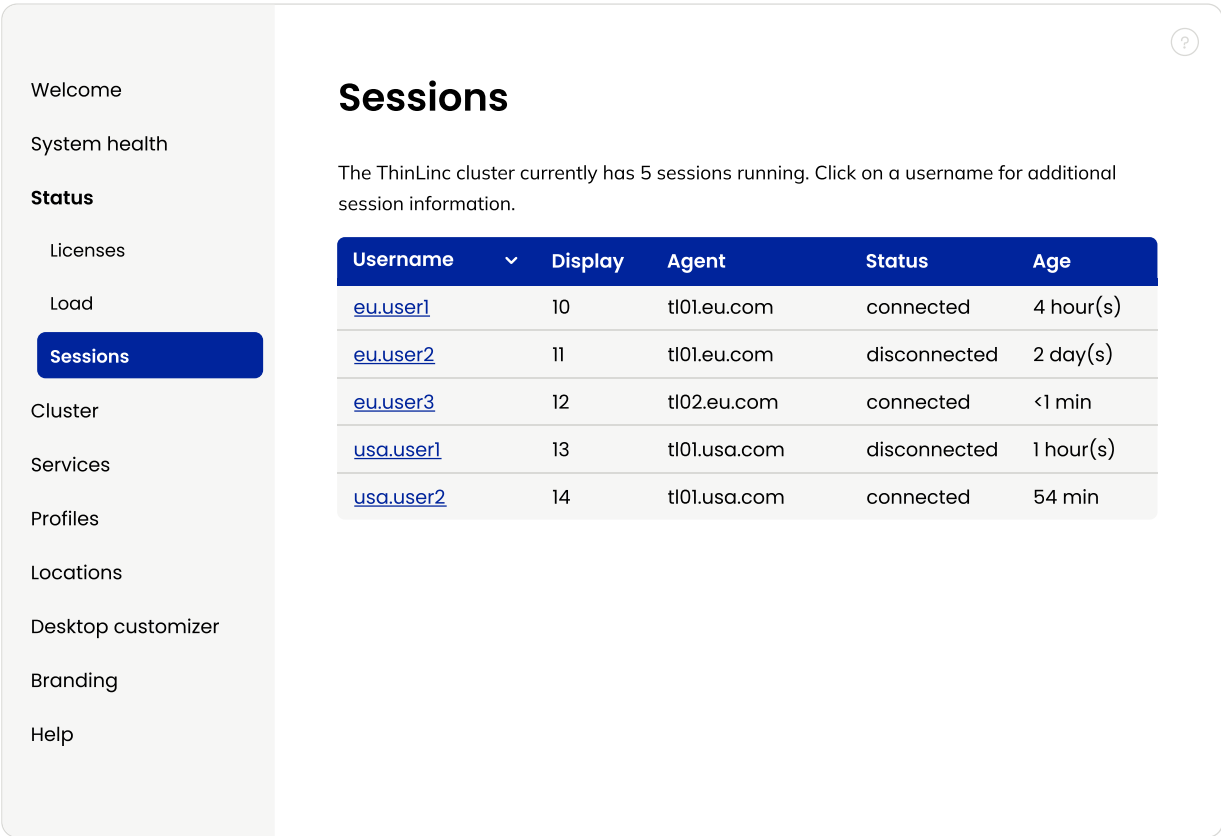 ?
Welcome
System health
Status
Licenses
Load
Sessions
Cluster
Services
Profiles
Locations
Desktop customizer
Branding
Help
Sessions
The ThinLinc cluster currently has 5 sessions running. Click on a username for additional
session information.
Username Display Agent Status Age
eu.user1 10 tl01.eu.com connected 4 hour(s)
eu.user2 11 tl01.eu.com disconnected 2 day(s)
eu.user3 12 tl02.eu.com connected <1 min
usa.user1 13 tl01.usa.com disconnected 1 hour(s)
usa.user2 14 tl01.usa.com connected 54 min